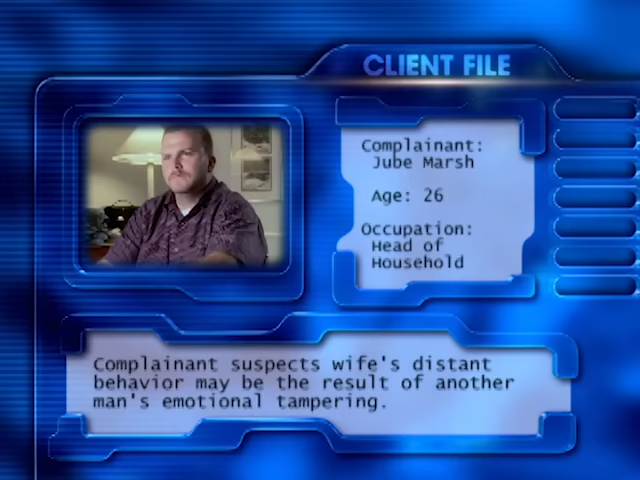 CLIENT FILE
Complainant:
Jube Marsh
Age: 26
Occupation:
Head of
Household
Complainant suspects wife's distant
behavior may be the result of another
man's emotional tampering.